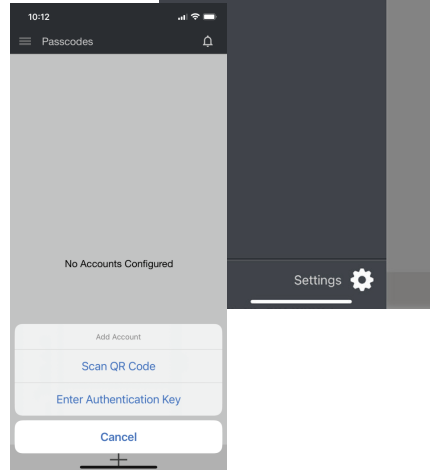 10:12
Passcodes
No Accounts Configured
Settings
Add Account
Scan QR Code
Enter Authentication Key
Cancel